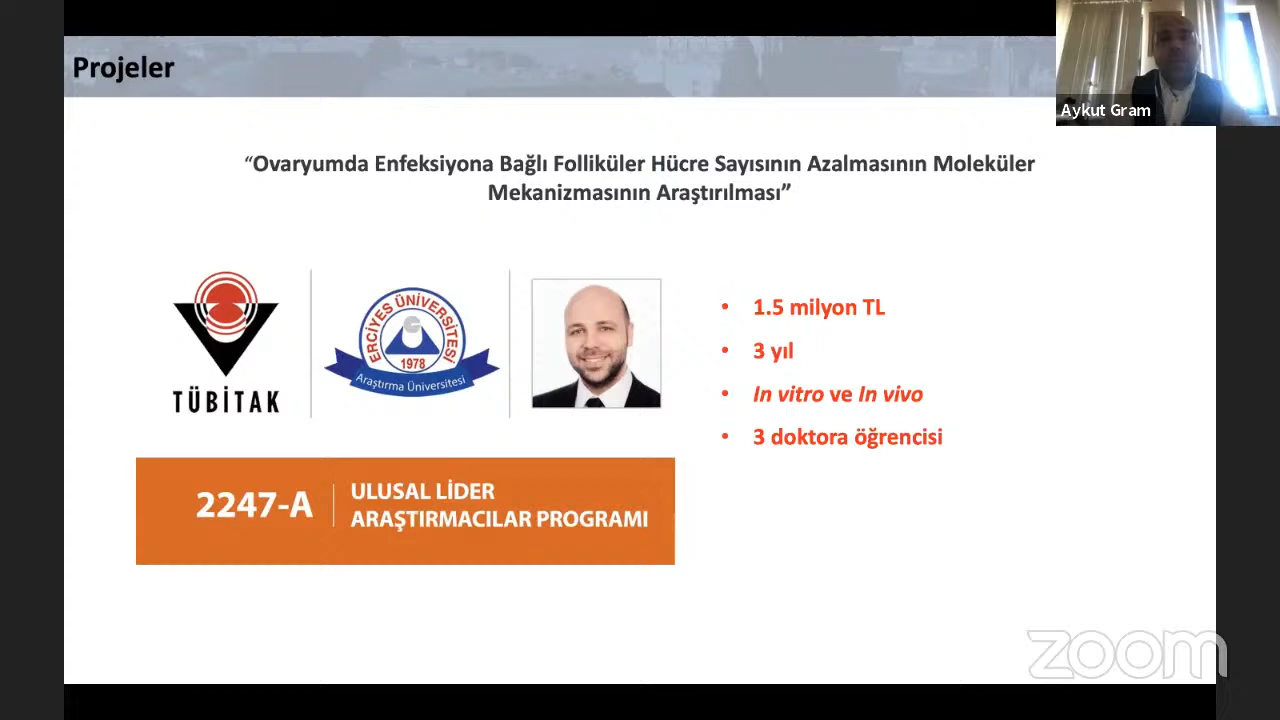 Projeler
Aykut Gram
“Ovaryumda Enfeksiyona Bağlı Folliküler Hücre Sayısının Azalmasının Moleküler
Mekanizmasının Araştırılması”
TÜBİTAK
ERCİYES ÜNİVERSİTESİ
1978
Araştırma Üniversitesi
• 1.5 milyon TL
• 3 yıl
• In vitro ve In vivo
• 3 doktora öğrencisi
2247-A
ULUSAL LİDER
ARAŞTIRMACILAR PROGRAMI
zoom